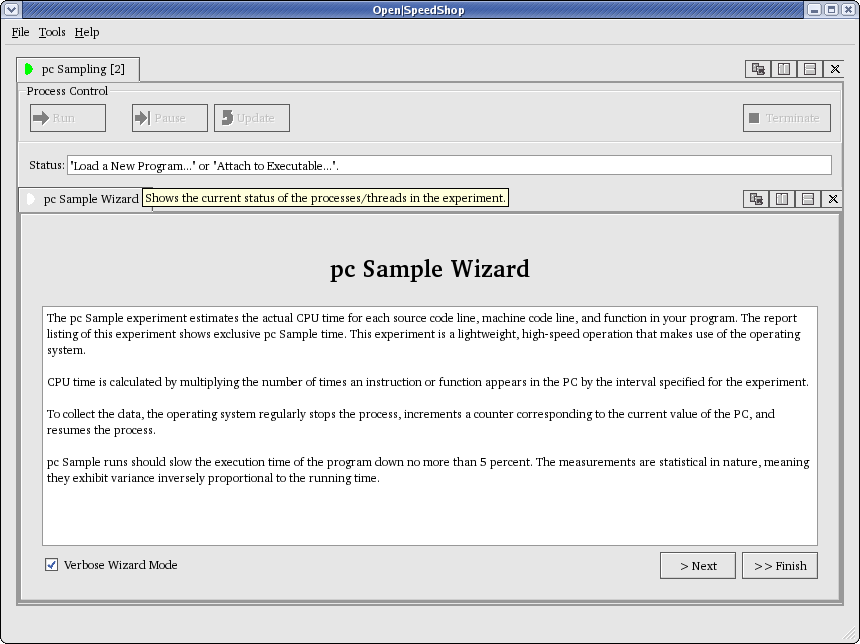 Open|SpeedShop
File Tools Help
pc Sampling [2]
Process Control
Run Pause Update Terminate
Status: 'Load a New Program...' or 'Attach to Executable...'.
pc Sample Wizard
Shows the current status of the processes/threads in the experiment.
pc Sample Wizard
The pc Sample experiment estimates the actual CPU time for each source code line, machine code line, and function in your program. The report
listing of this experiment shows exclusive pc Sample time. This experiment is a lightweight, high-speed operation that makes use of the operating
system.
CPU time is calculated by multiplying the number of times an instruction or function appears in the PC by the interval specified for the experiment.
To collect the data, the operating system regularly stops the process, increments a counter corresponding to the current value of the PC, and
resumes the process.
pc Sample runs should slow the execution time of the program down no more than 5 percent. The measurements are statistical in nature, meaning
they exhibit variance inversely proportional to the running time.
Verbose Wizard Mode
> Next >> Finish